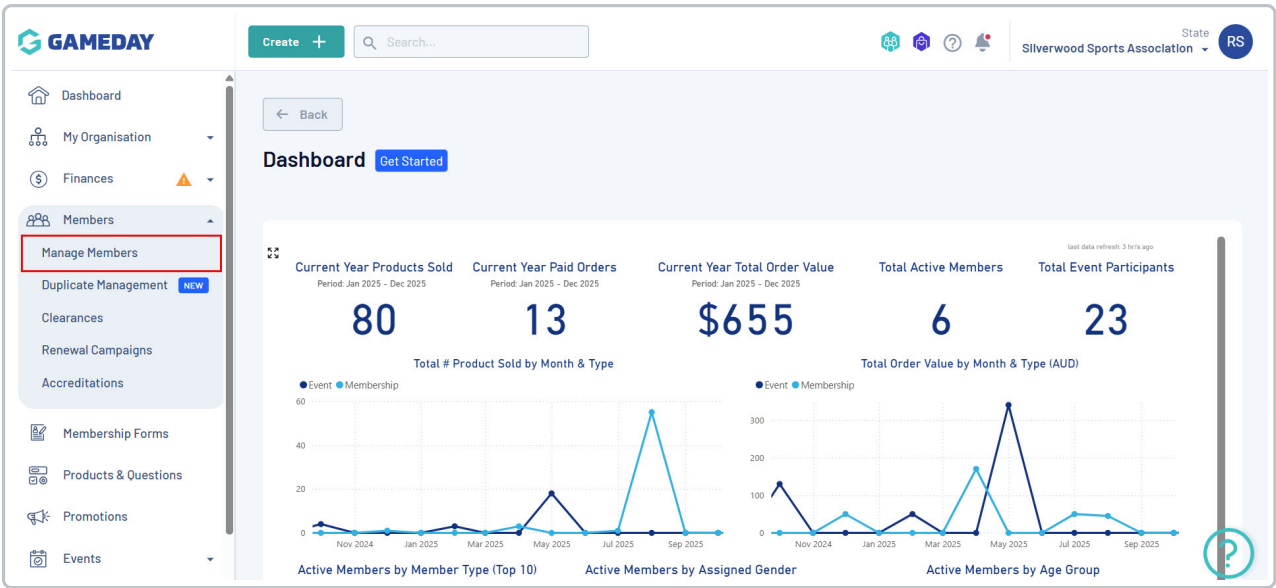 GAMEDAY
Create +
Search...
State
Silverwood Sports Association
RS
Dashboard
My Organisation
Finances
Members
Manage Members
Duplicate Management NEW
Clearances
Renewal Campaigns
Accreditations
Membership Forms
Products & Questions
Promotions
Events
← Back
Dashboard Get Started
last data refresh: 3 hr/s ago
Current Year Products Sold
Period: Jan 2025 - Dec 2025
80
Current Year Paid Orders
Period: Jan 2025 - Dec 2025
13
Current Year Total Order Value
Period: Jan 2025 - Dec 2025
$655
Total Active Members
6
Total Event Participants
23
Total # Product Sold by Month & Type
Event Membership
60
40
20
0
Nov 2024 Jan 2025 Mar 2025 May 2025 Jul 2025 Sep 2025
Total Order Value by Month & Type (AUD)
Event Membership
300
200
100
0
Nov 2024 Jan 2025 Mar 2025 May 2025 Jul 2025 Sep 2025
Active Members by Member Type (Top 10)
Active Members by Assigned Gender
Active Members by Age Group
?